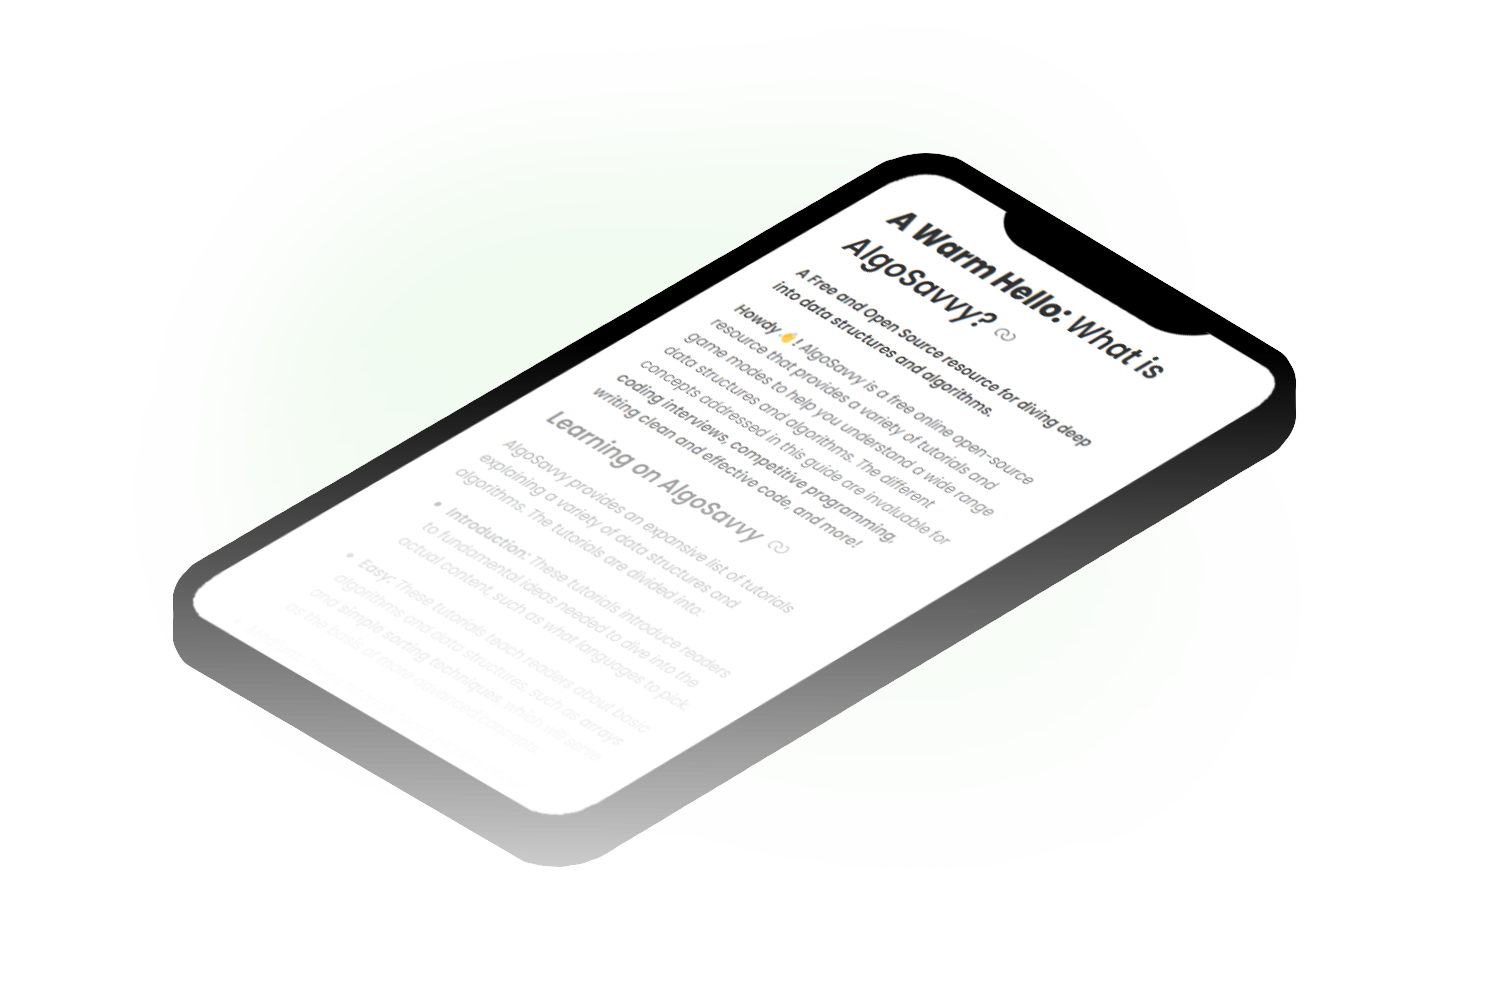 A Warm Hello: What is
AlgoSavvy?
A Free and Open Source resource for diving deep
into data structures and algorithms.
Howdy 👋! AlgoSavvy is a free online open-source
resource that provides a variety of tutorials and
game modes to help you understand a wide range
data structures and algorithms. The different
concepts addressed in this guide are invaluable for
coding interviews, competitive programming,
writing clean and effective code, and more!
Learning on AlgoSavvy
AlgoSavvy provides an expansive list of tutorials
explaining a variety of data structures and
algorithms. The tutorials are divided into:
• Introduction: These tutorials introduce readers
to fundamental ideas needed to dive into the
actual content, such as what languages to pick.
• Easy: These tutorials teach readers about basic
algorithms and data structures, such as arrays
and simple sorting techniques, which will serve
as the basis of more advanced concepts.